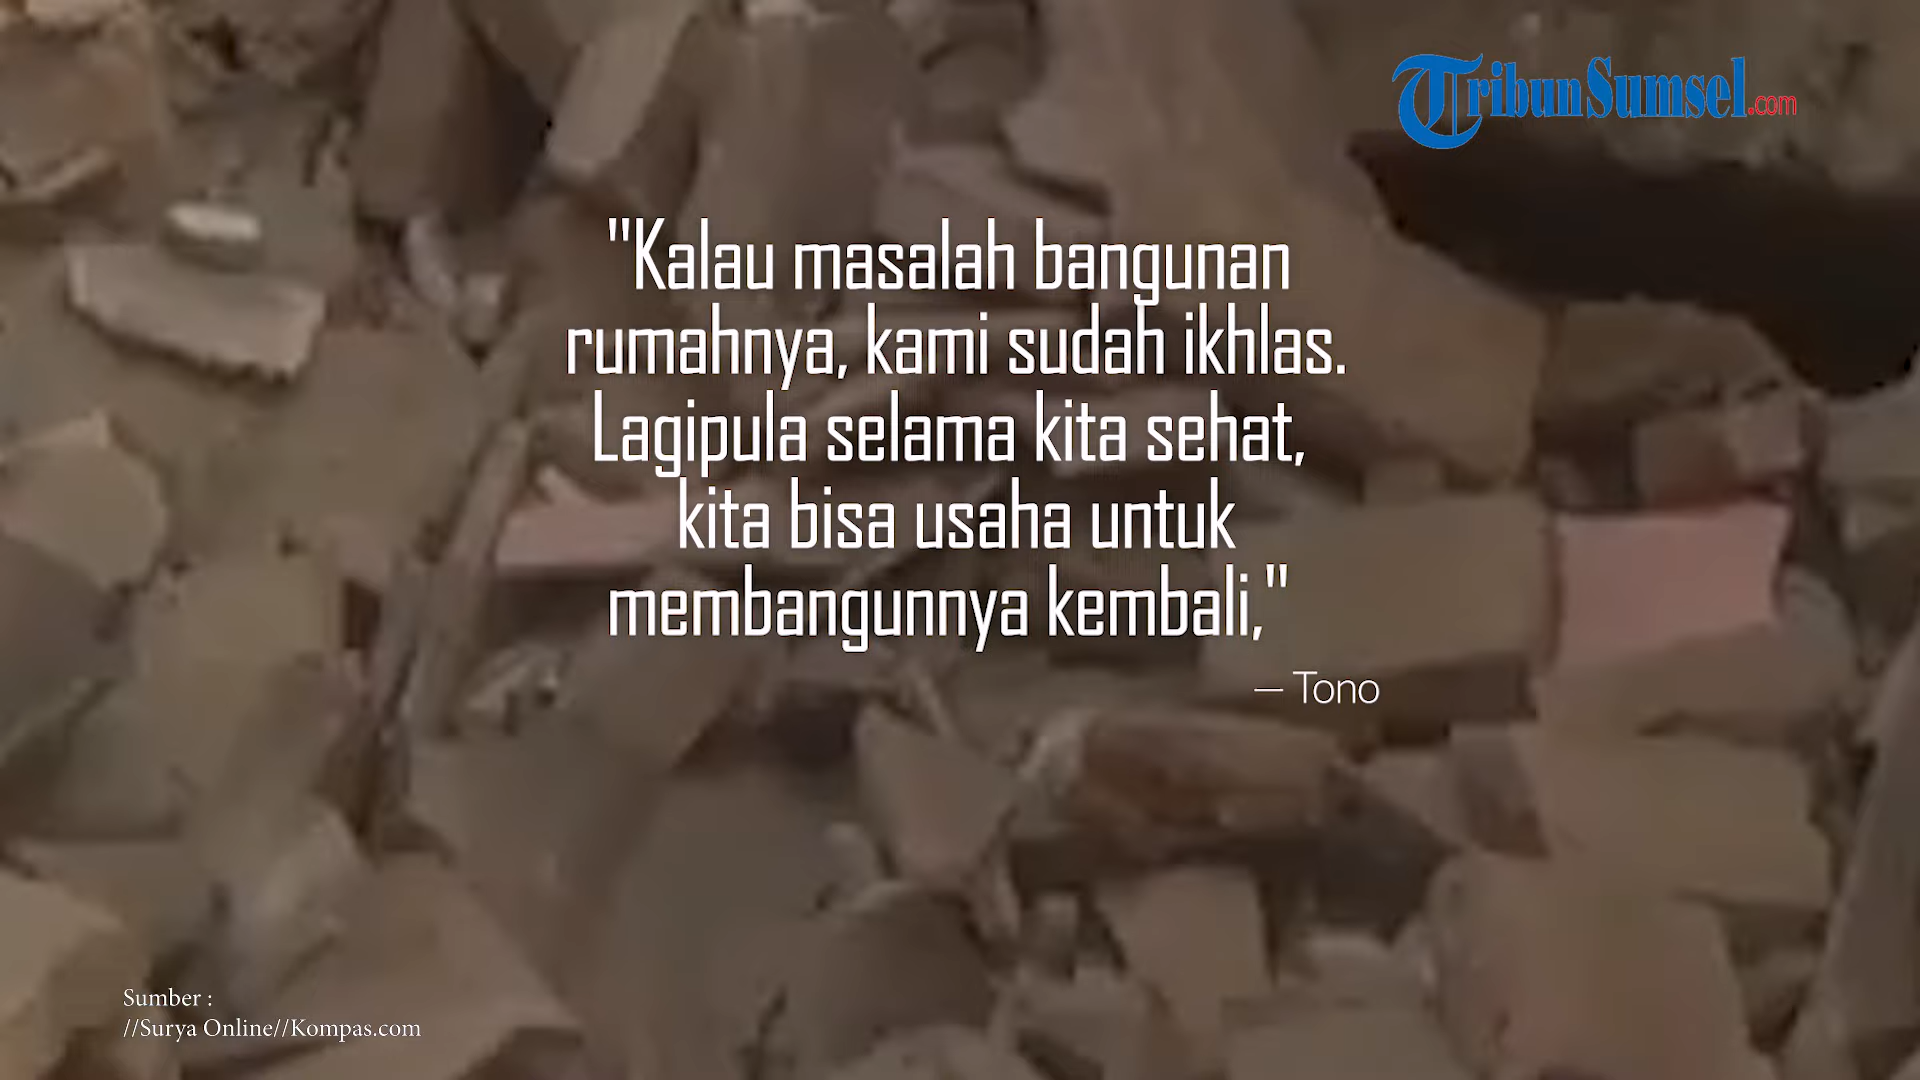 TribunSumsel.com
"Kalau masalah bangunan
rumahnya, kami sudah ikhlas.
Lagipula selama kita sehat,
kita bisa usaha untuk
membangunnya kembali,"
– Tono
Sumber :
//Surya Online//Kompas.com